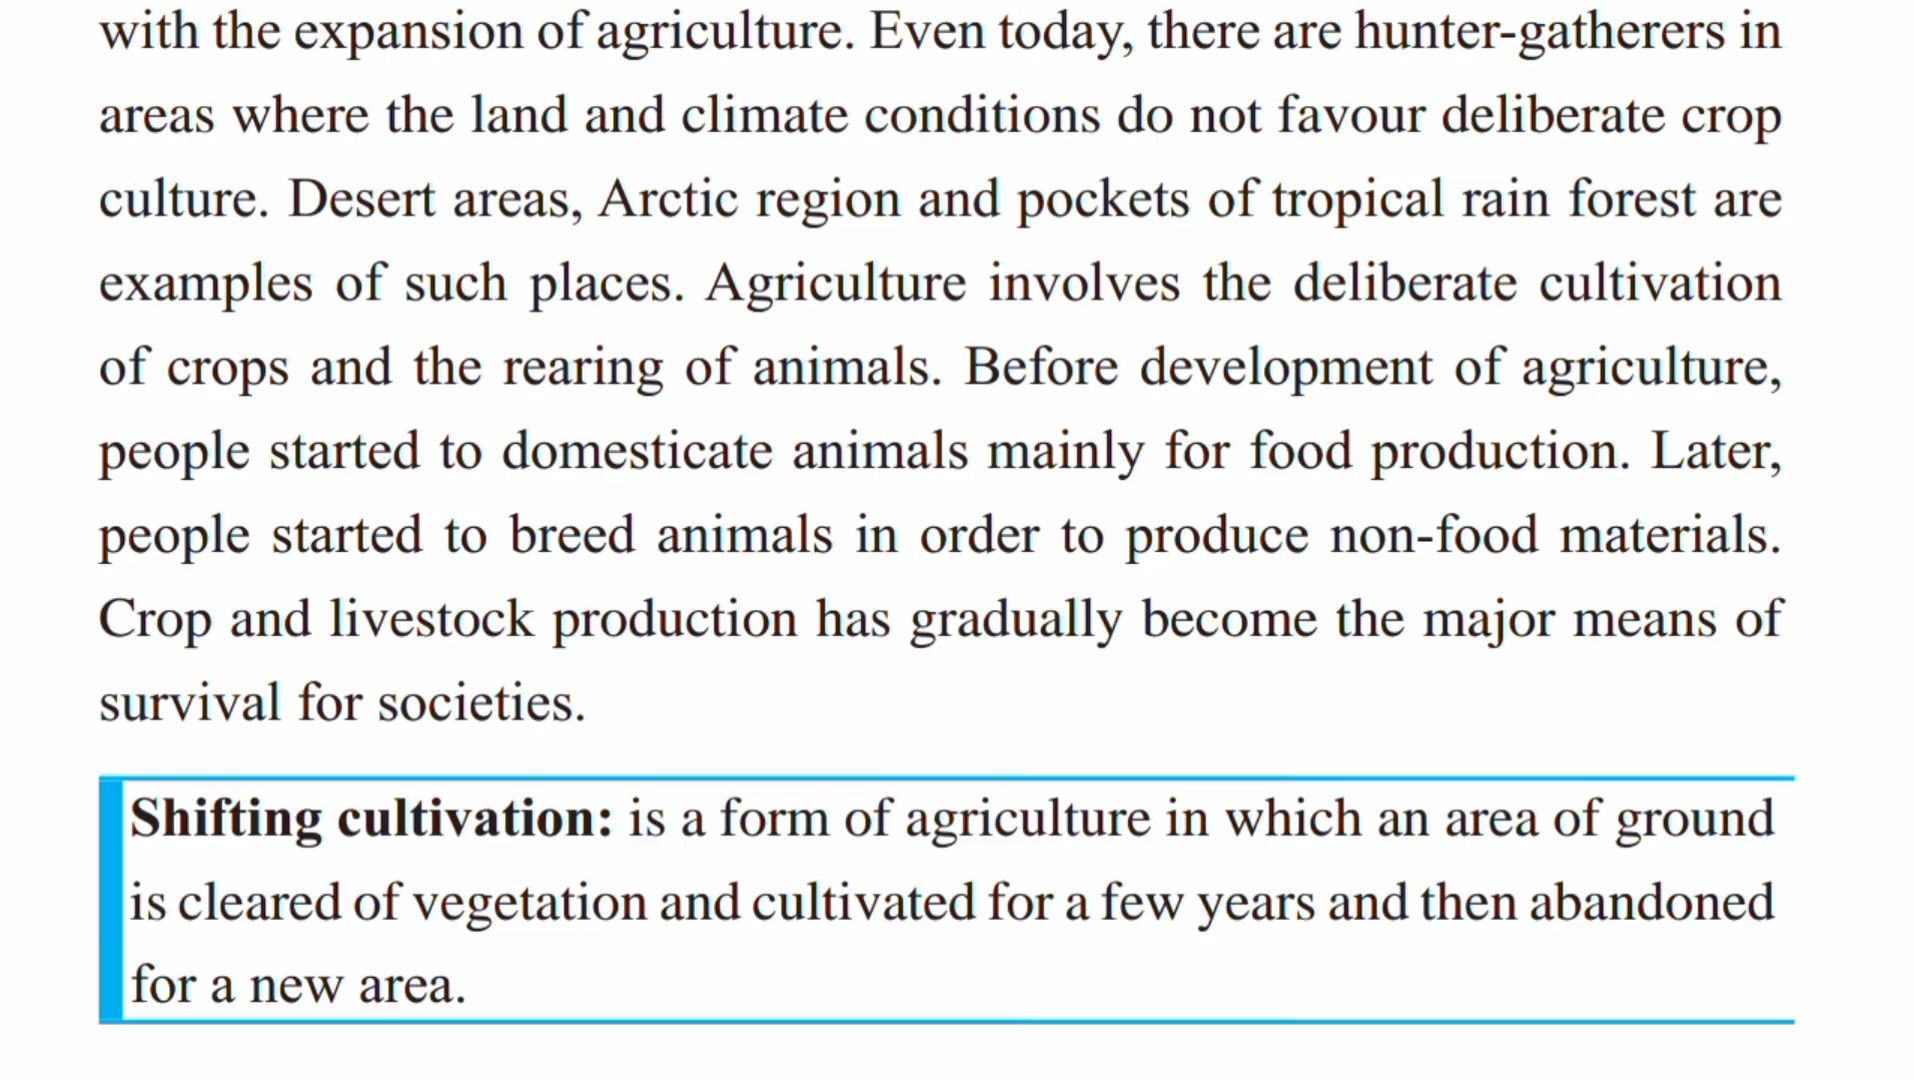 with the expansion of agriculture. Even today, there are hunter-gatherers in
areas where the land and climate conditions do not favour deliberate crop
culture. Desert areas, Arctic region and pockets of tropical rain forest are
examples of such places. Agriculture involves the deliberate cultivation
of crops and the rearing of animals. Before development of agriculture,
people started to domesticate animals mainly for food production. Later,
people started to breed animals in order to produce non-food materials.
Crop and livestock production has gradually become the major means of
survival for societies.
Shifting cultivation: is a form of agriculture in which an area of ground
is cleared of vegetation and cultivated for a few years and then abandoned
for a new area.